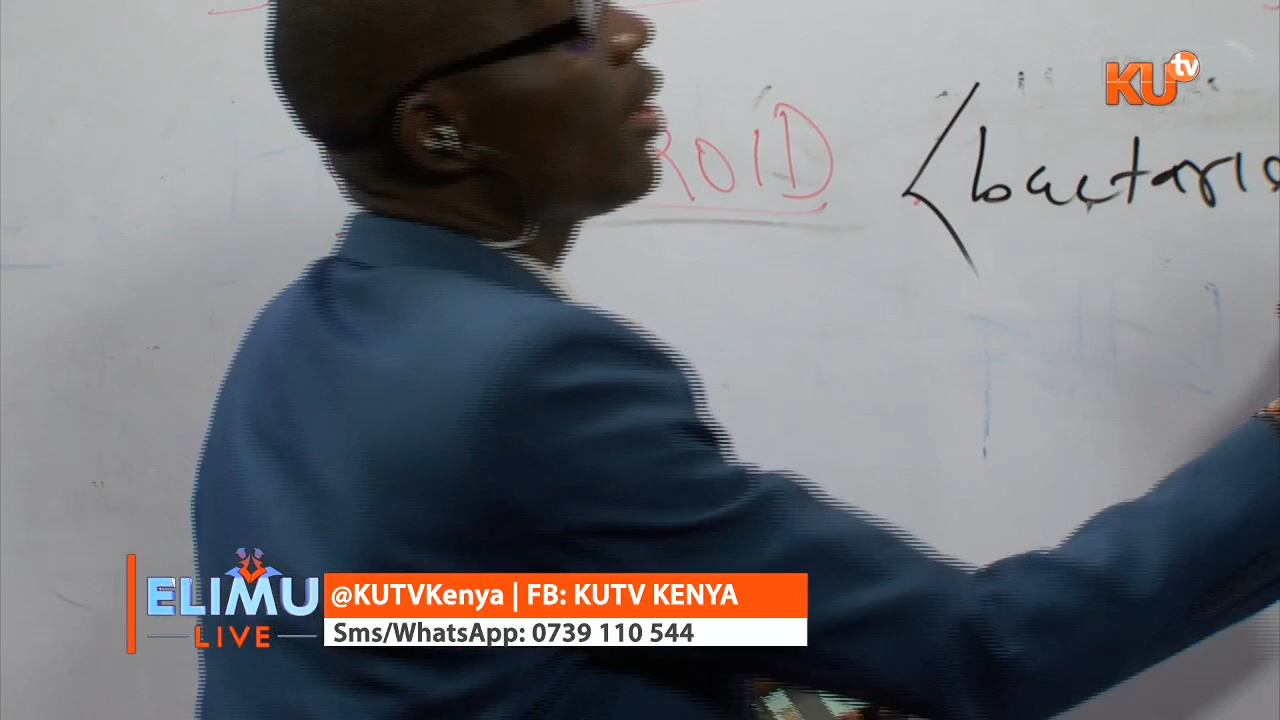 KU tv
ROID
bacteria
ELIMU
LIVE
@KUTVKenya | FB: KUTV KENYA
Sms/WhatsApp: 0739 110 544